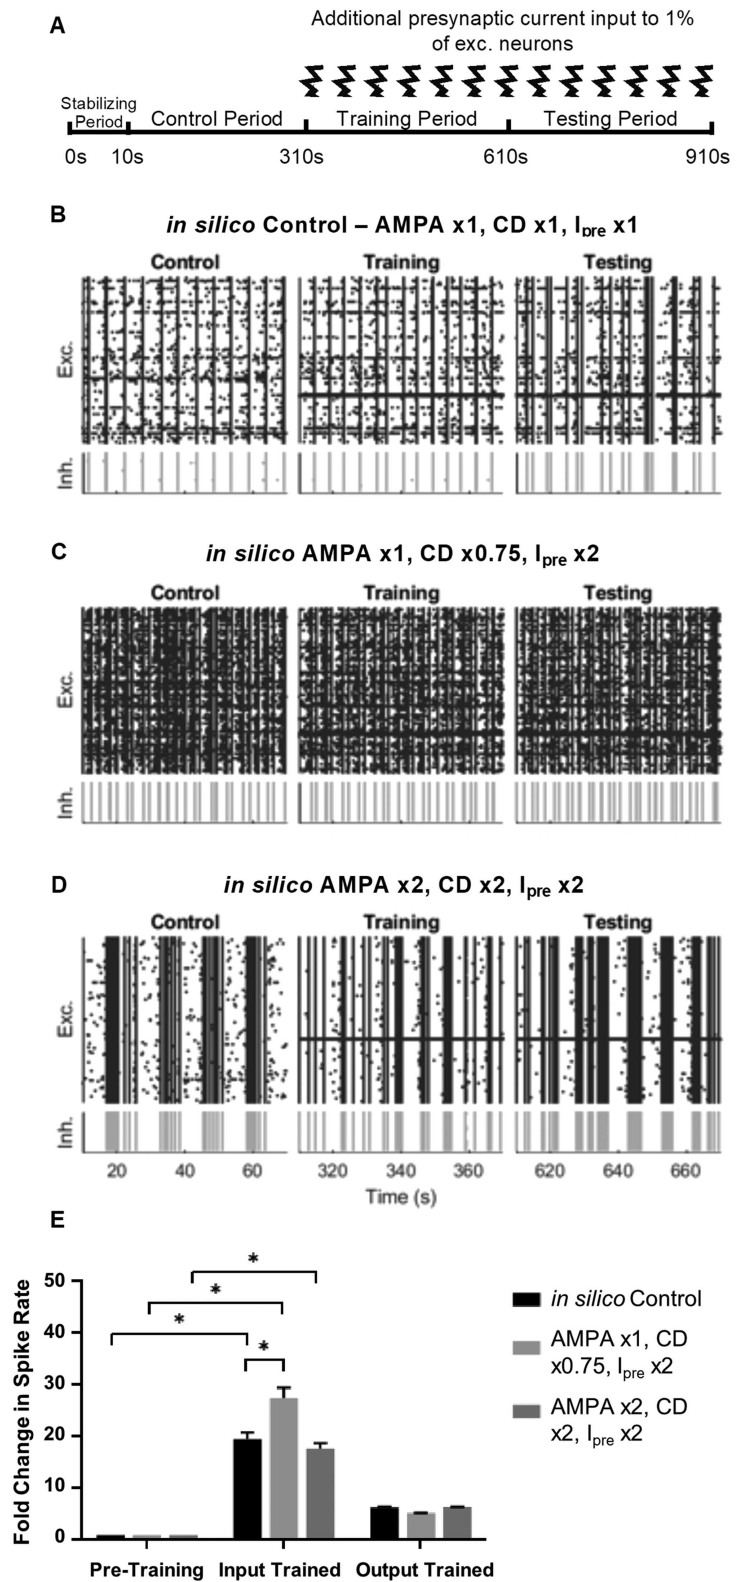 A
Additional presynaptic current input to 1%
of exc. neurons
Stabilizing
Period
Control Period
Training Period
Testing Period
0s
10s
310s
610s
910s
B
in silico Control – AMPA x1, CD x1, Ipre x1
Control
Training
Testing
Exc.
Inh.
C
in silico AMPA x1, CD x0.75, Ipre x2
Control
Training
Testing
Exc.
Inh.
D
in silico AMPA x2, CD x2, Ipre x2
Control
Training
Testing
Exc.
Inh.
20
40
60
320
340
360
620
640
660
Time (s)
E
Fold Change in Spike Rate
50
40
30
20
10
0
*
*
*
*
Pre-Training
Input Trained
Output Trained
in silico Control
AMPA x1, CD
x0.75, Ipre x2
AMPA x2, CD
x2, Ipre x2